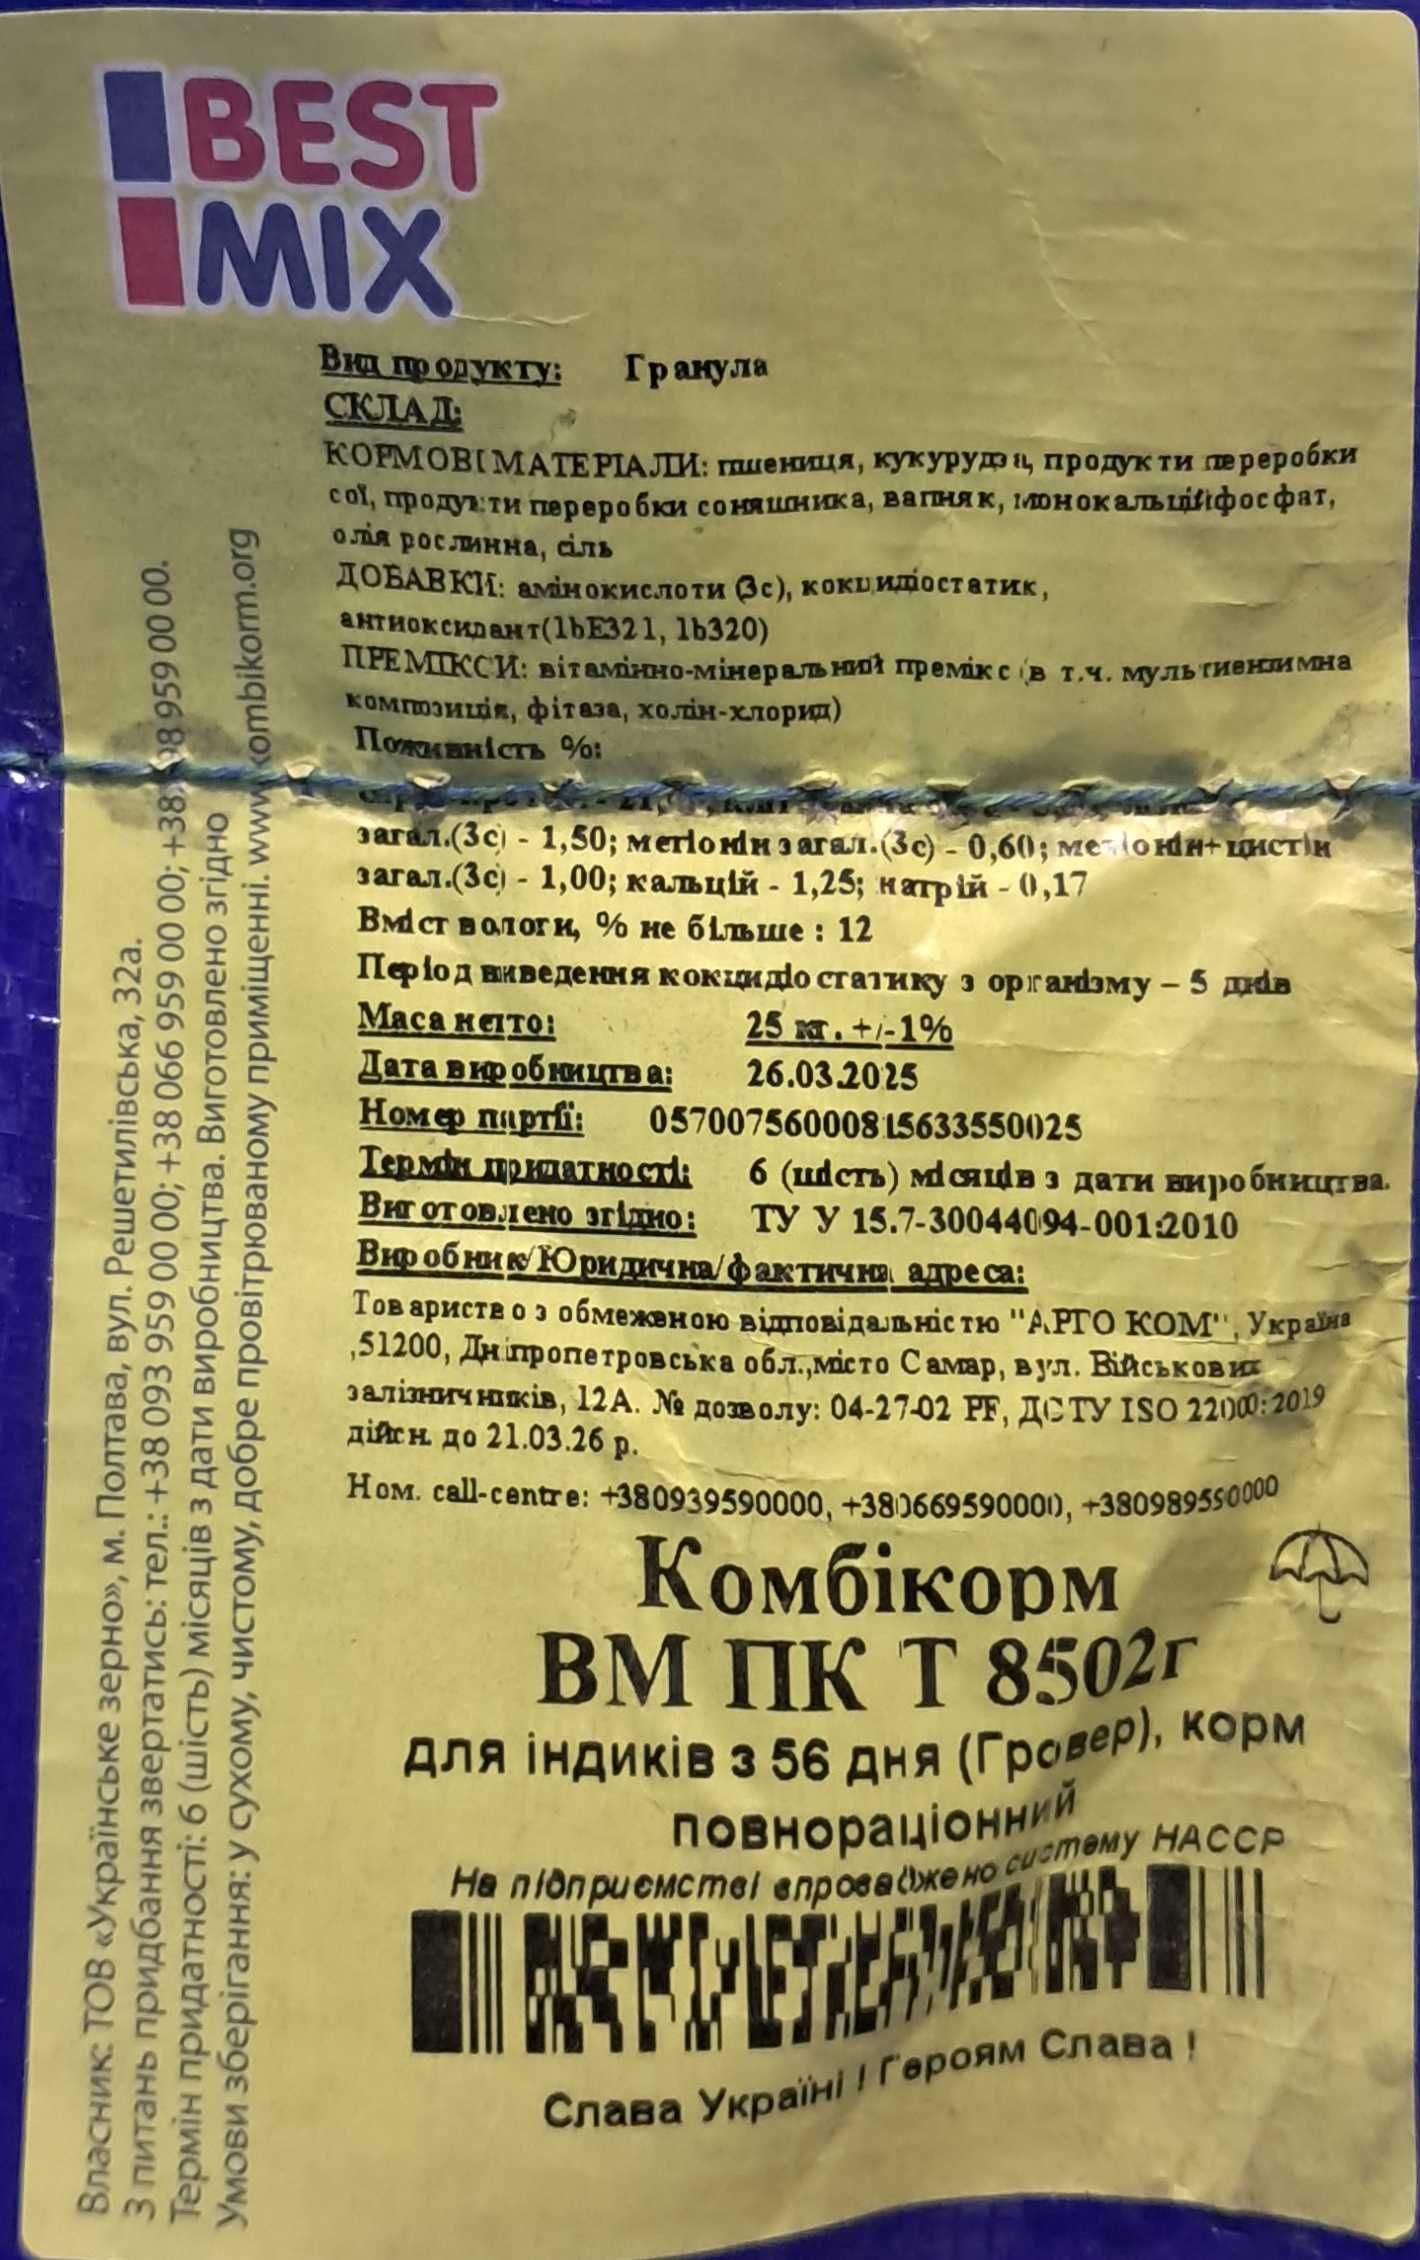 BEST
MIX
Вид продукту: Гранула
СКЛАД:
КОРМОВІ МАТЕРІАЛИ: пшениця, кукурудза, продукти переробки
сої, продукти переробки соняшника, вапняк, монокальційфосфат,
олія рослинна, сіль
ДОБАВКИ: амінокислоти (3с), кокцидіостатик,
антиоксидант(1bE321, 1b320)
ПРЕМІКСИ: вітамінно-мінеральний премікс (в т.ч. мультиензимна
композиція, фітаза, холін-хлорид)
Поживність %:
загал.(3с) - 1,50; метіонін загал.(3с) - 0,60; метіонін+цистін
загал.(3с) - 1,00; кальцій - 1,25; натрій - 0,17
Вміст вологи, % не більше : 12
Період виведення кокцидіостатику з організму – 5 днів
Маса нетто: 25 кг. +/-1%
Дата виробництва: 26.03.2025
Номер партії: 05700756000815633550025
Термін придатності: 6 (шість) місяців з дати виробництва.
Виготовлено згідно: ТУ У 15.7-30044094-001:2010
Виробник/Юридична/фактична адреса:
Товариство з обмеженою відповідальністю "АРГО КОМ", Україна
,51200, Дніпропетровська обл.,місто Самар, вул. Військових
залізничників, 12А. № дозволу: 04-27-02 PF, ДСТУ ISO 22000:2019
дійсн. до 21.03.26 р.
Ном. call-centre: +380939590000, +380669590000, +380989590000
Комбікорм
ВМ ПК Т 8502г
для індиків з 56 дня (Гровер), корм
повнораціонний
На підприємстві впроваджено систему НАССР
Слава Україні ! Героям Слава !
Власник: ТОВ «Українське зерно», м. Полтава, вул. Решетилівська, 32а.
З питань придбання звертатись: тел.: +38 093 959 00 00; +38 066 959 00 00; +38 098 959 00 00.
Термін придатності: 6 (шість) місяців з дати виробництва. Виготовлено згідно
Умови зберігання: у сухому, чистому, добре провітрюваному приміщенні. www.kombikorm.org